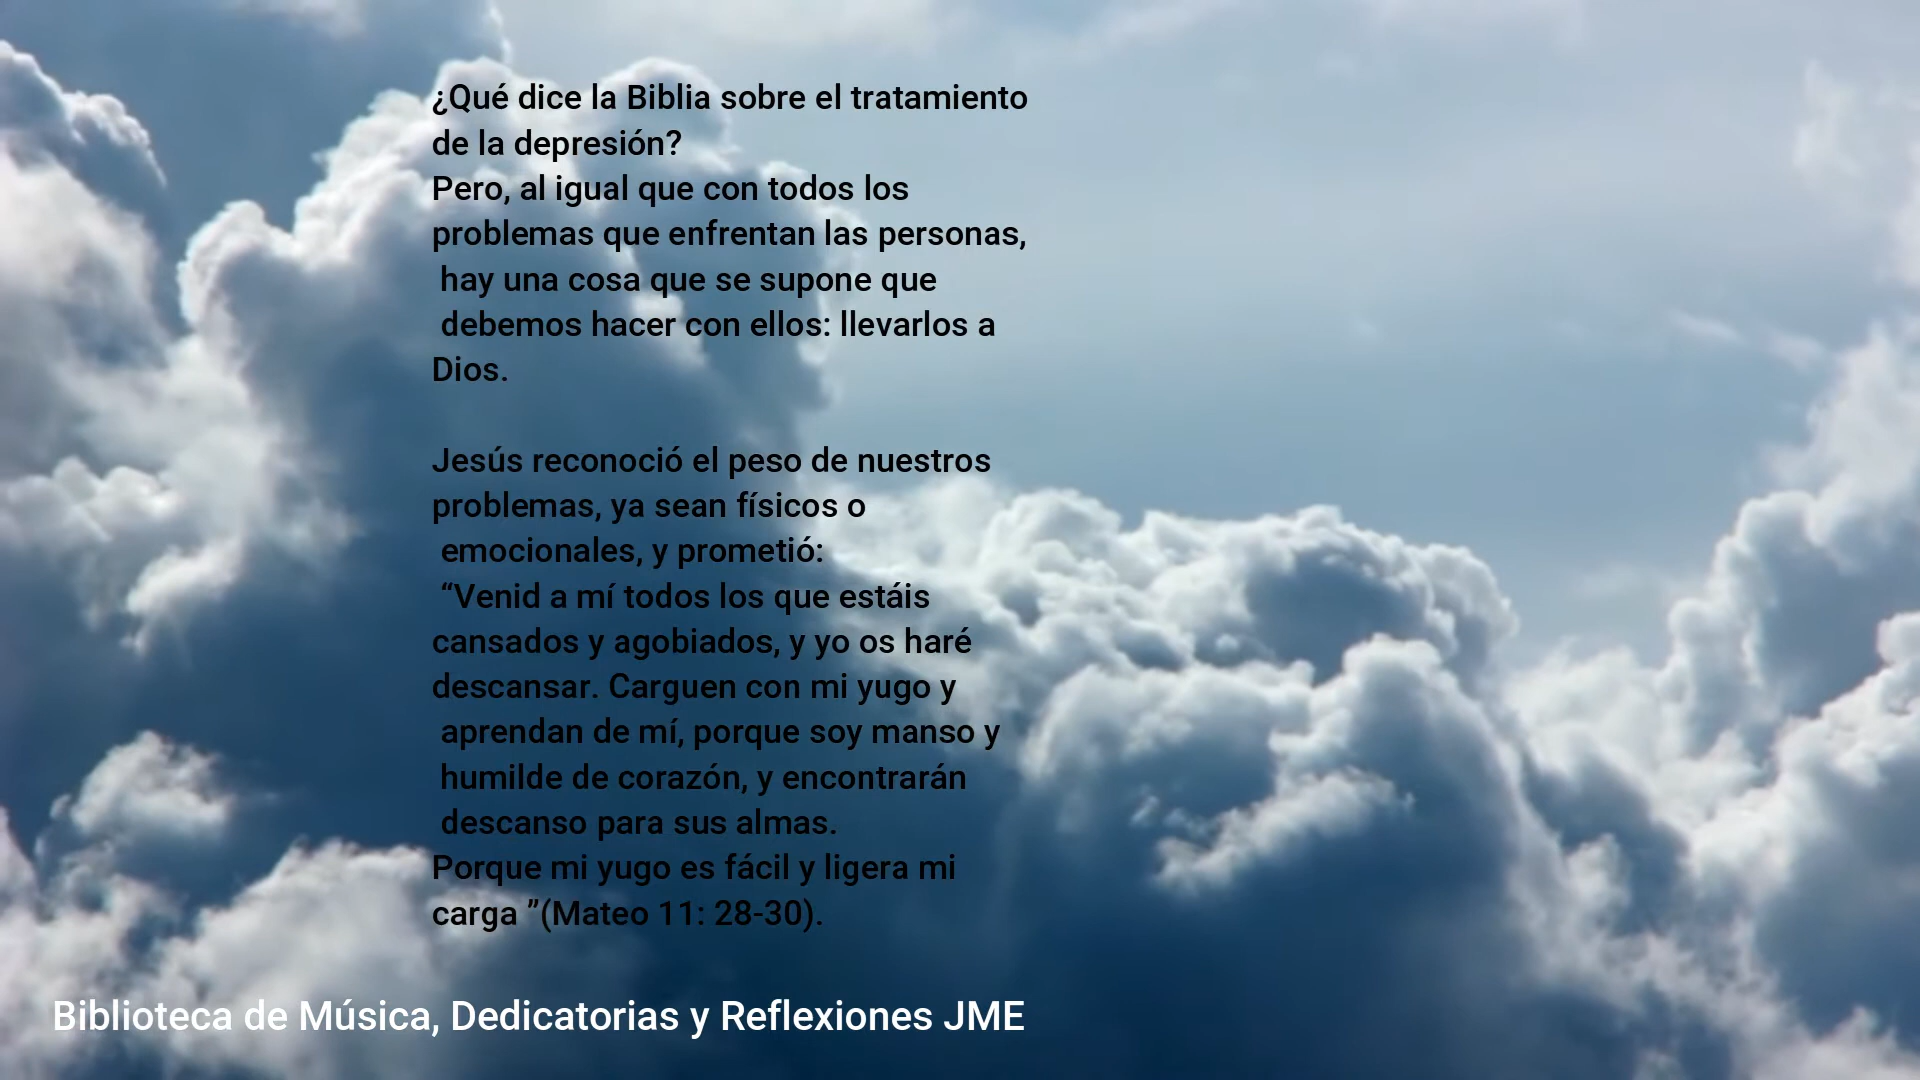 ¿Qué dice la Biblia sobre el tratamiento
de la depresión?
Pero, al igual que con todos los
problemas que enfrentan las personas,
hay una cosa que se supone que
debemos hacer con ellos: llevarlos a
Dios.
Jesús reconoció el peso de nuestros
problemas, ya sean físicos o
emocionales, y prometió:
“Venid a mí todos los que estáis
cansados y agobiados, y yo os haré
descansar. Carguen con mi yugo y
aprendan de mí, porque soy manso y
humilde de corazón, y encontrarán
descanso para sus almas.
Porque mi yugo es fácil y ligera mi
carga ”(Mateo 11: 28-30).
Biblioteca de Música, Dedicatorias y Reflexiones JME